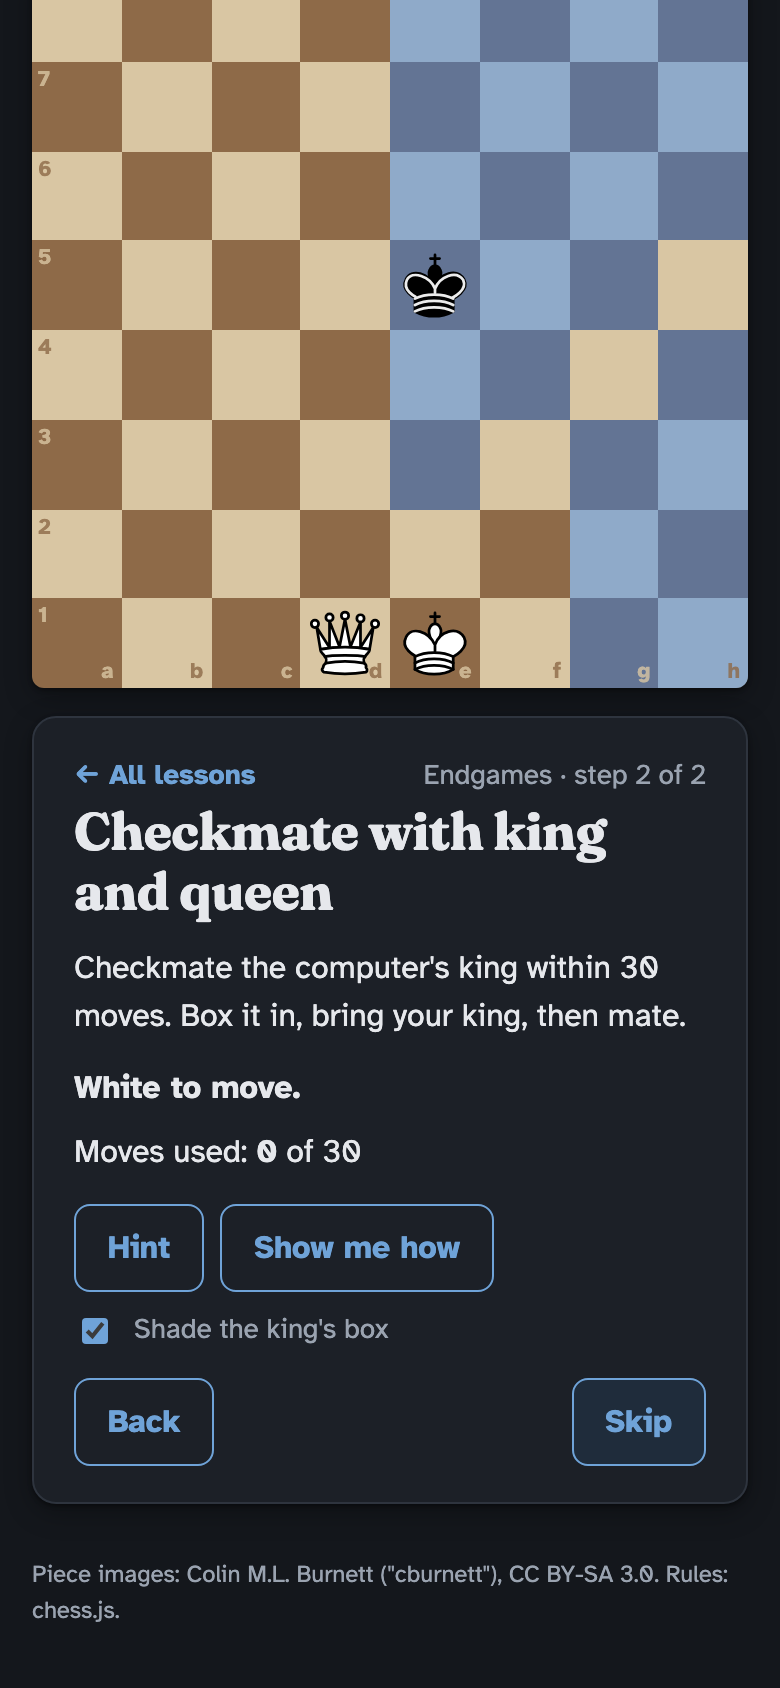 7
6
5
4
3
2
1
a b c d e f g h
← All lessons
Endgames · step 2 of 2
Checkmate with king
and queen
Checkmate the computer's king within 30
moves. Box it in, bring your king, then mate.
White to move.
Moves used: 0 of 30
Hint
Show me how
Shade the king's box
Back
Skip
Piece images: Colin M.L. Burnett ("cburnett"), CC BY-SA 3.0. Rules:
chess.js.